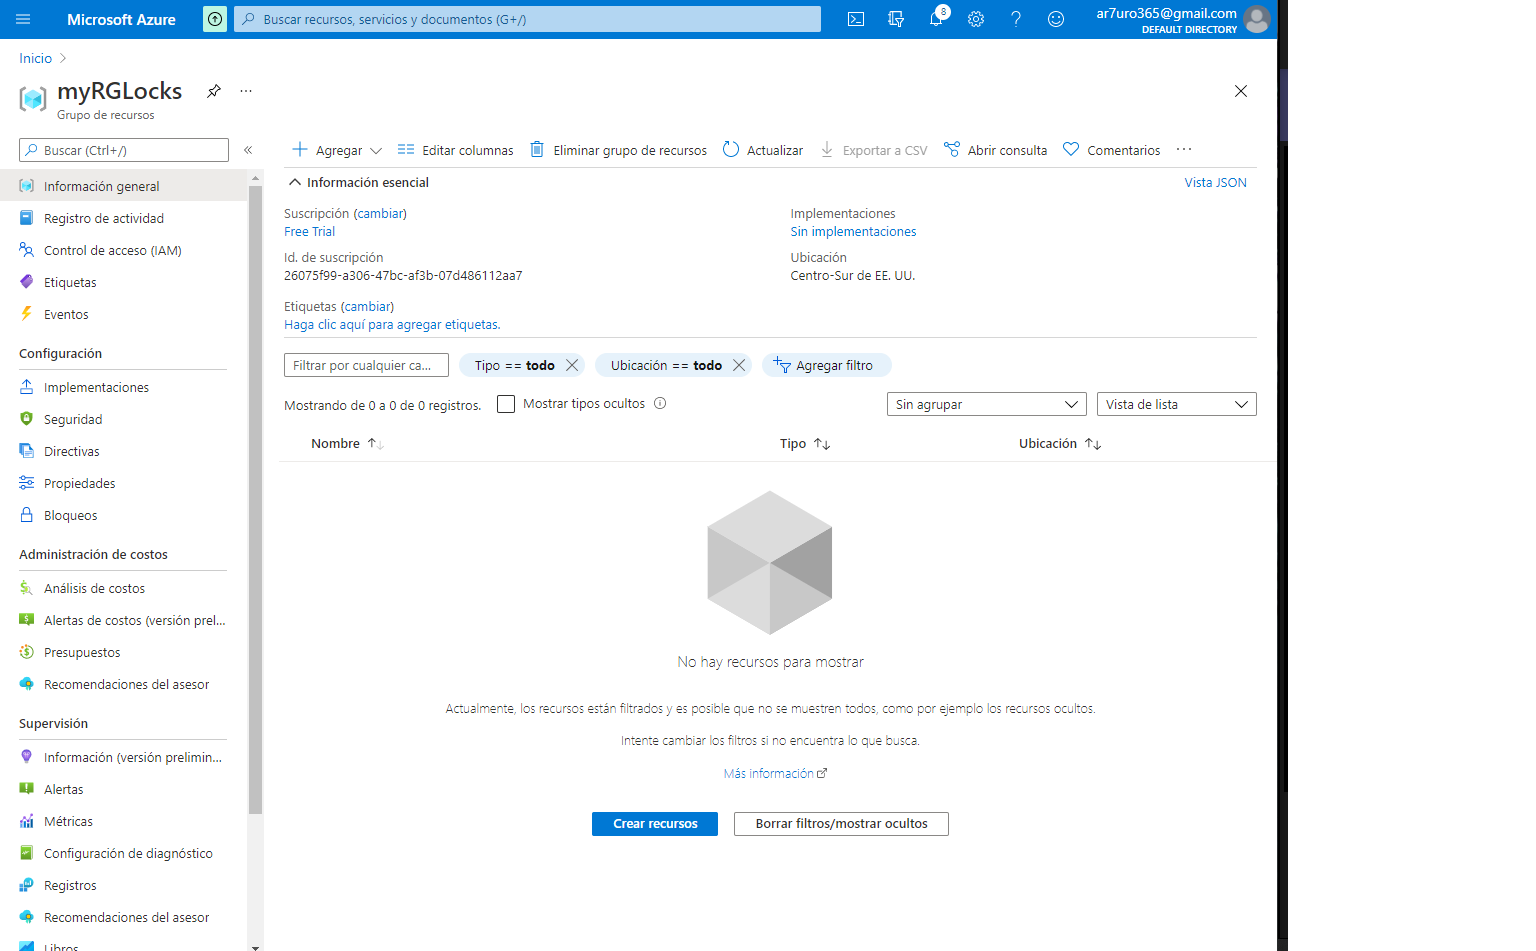 Microsoft Azure
Buscar recursos, servicios y documentos (G+/)
8
ar7uro365@gmail.com
DEFAULT DIRECTORY
Inicio
myRGLocks
Grupo de recursos
Buscar (Ctrl+/)
Información general
Registro de actividad
Control de acceso (IAM)
Etiquetas
Eventos
Configuración
Implementaciones
Seguridad
Directivas
Propiedades
Bloqueos
Administración de costos
Análisis de costos
Alertas de costos (versión prel...
Presupuestos
Recomendaciones del asesor
Supervisión
Información (versión prelimin...
Alertas
Métricas
Configuración de diagnóstico
Registros
Recomendaciones del asesor
Libros
Agregar
Editar columnas
Eliminar grupo de recursos
Actualizar
Exportar a CSV
Abrir consulta
Comentarios
Información esencial
Vista JSON
Suscripción (cambiar)
Free Trial
Id. de suscripción
26075f99-a306-47bc-af3b-07d486112aa7
Etiquetas (cambiar)
Haga clic aquí para agregar etiquetas.
Implementaciones
Sin implementaciones
Ubicación
Centro-Sur de EE. UU.
Filtrar por cualquier ca...
Tipo == todo
Ubicación == todo
Agregar filtro
Mostrando de 0 a 0 de 0 registros.
Mostrar tipos ocultos
Sin agrupar
Vista de lista
Nombre
Tipo
Ubicación
No hay recursos para mostrar
Actualmente, los recursos están filtrados y es posible que no se muestren todos, como por ejemplo los recursos ocultos.
Intente cambiar los filtros si no encuentra lo que busca.
Más información
Crear recursos
Borrar filtros/mostrar ocultos